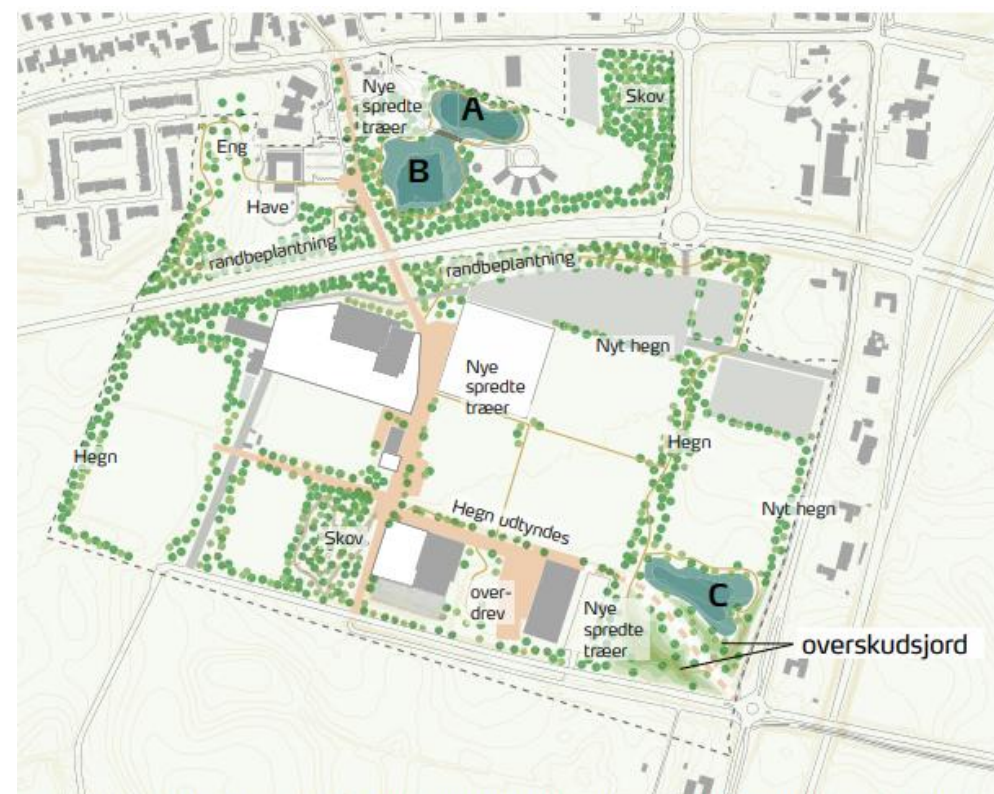 Nye
spredte
træer
A
Skov
B
Eng
Have
randbeplantning
randbeplantning
Nyt hegn
Nye
spredte
træer
Hegn
Hegn
Nyt hegn
Hegn udtyndes
Skov
over-
drev
Nye
spredte
træer
C
overskudsjord